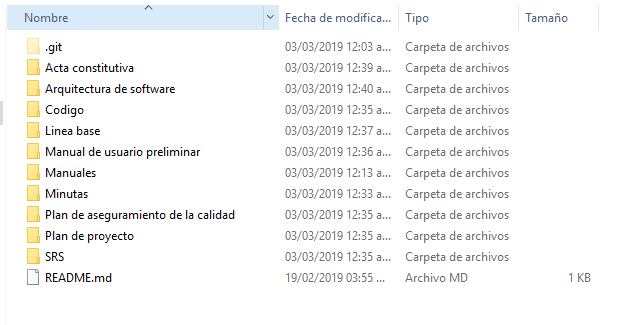 Nombre Fecha de modifica... Tipo Tamaño
.git 03/03/2019 12:03 a... Carpeta de archivos
Acta constitutiva 03/03/2019 12:39 a... Carpeta de archivos
Arquitectura de software 03/03/2019 12:40 a... Carpeta de archivos
Codigo 03/03/2019 12:35 a... Carpeta de archivos
Linea base 03/03/2019 12:37 a... Carpeta de archivos
Manual de usuario preliminar 03/03/2019 12:36 a... Carpeta de archivos
Manuales 03/03/2019 12:13 a... Carpeta de archivos
Minutas 03/03/2019 12:33 a... Carpeta de archivos
Plan de aseguramiento de la calidad 03/03/2019 12:35 a... Carpeta de archivos
Plan de proyecto 03/03/2019 12:35 a... Carpeta de archivos
SRS 03/03/2019 12:35 a... Carpeta de archivos
README.md 19/02/2019 03:55 ... Archivo MD 1 KB